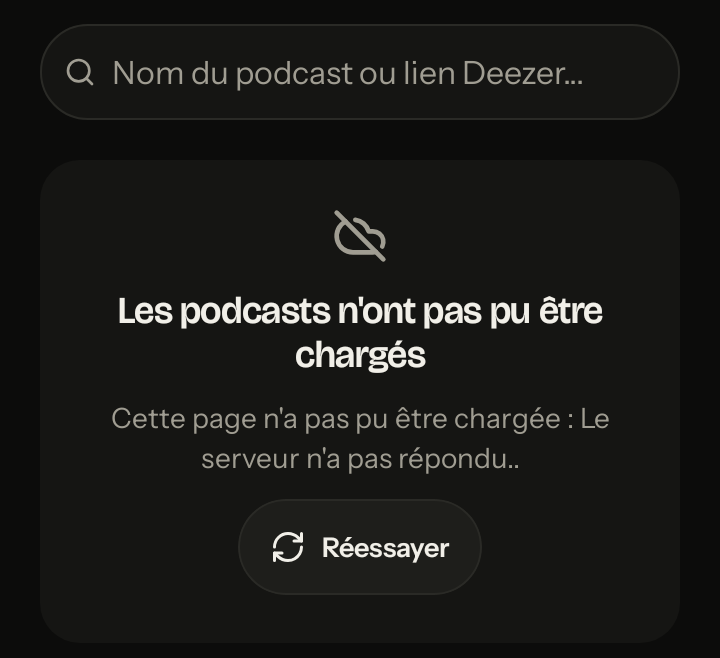 Nom du podcast ou lien Deezer...
Les podcasts n'ont pas pu être
chargés
Cette page n'a pas pu être chargée : Le
serveur n'a pas répondu..
Réessayer